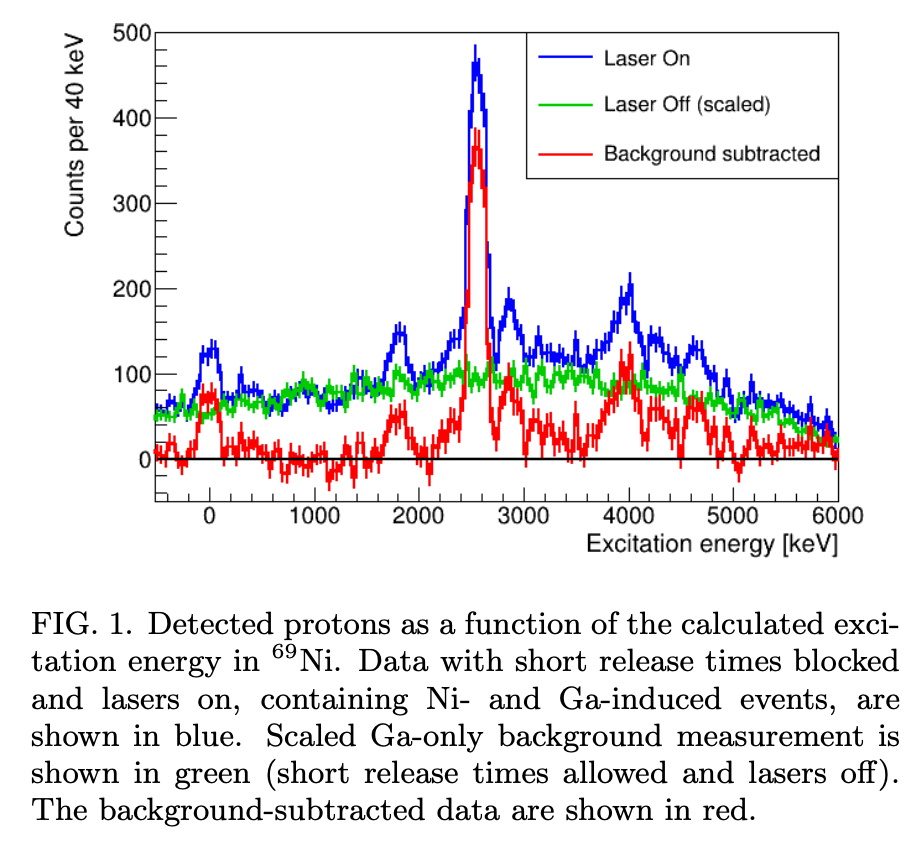 Counts per 40 keV
500
400
300
200
100
0
Laser On
Laser Off (scaled)
Background subtracted
0 1000 2000 3000 4000 5000 6000
Excitation energy [keV]
FIG. 1. Detected protons as a function of the calculated exci-
tation energy in ⁶⁹Ni. Data with short release times blocked
and lasers on, containing Ni- and Ga-induced events, are
shown in blue. Scaled Ga-only background measurement is
shown in green (short release times allowed and lasers off).
The background-subtracted data are shown in red.